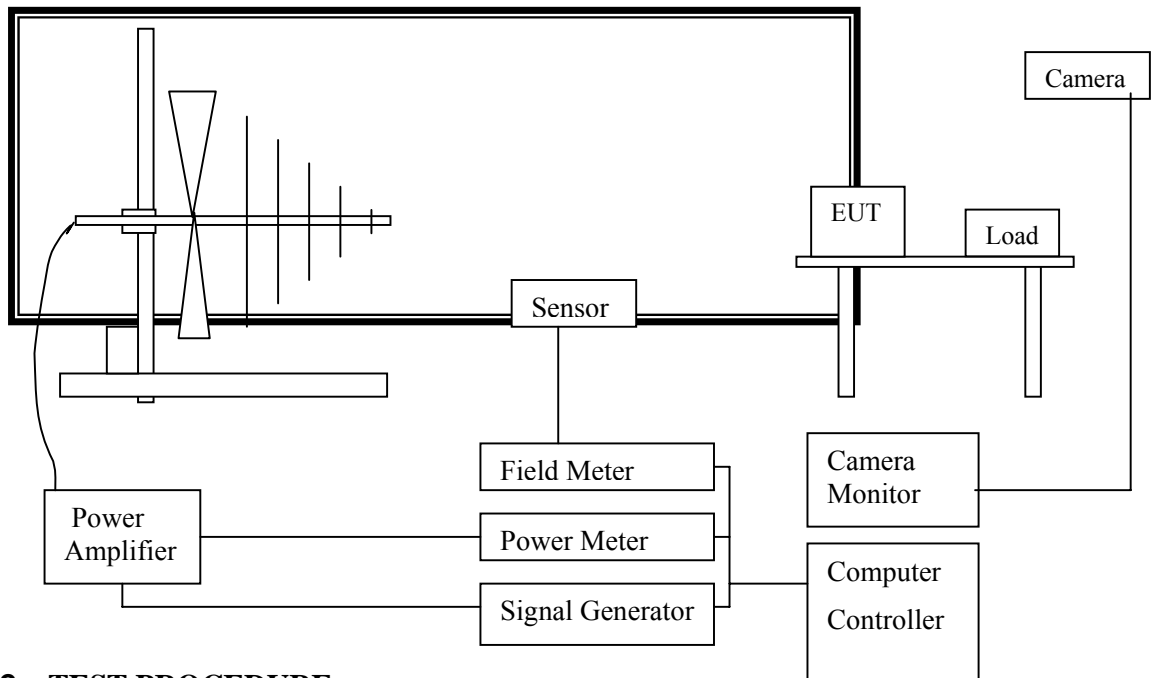 Camera
EUT
Load
Sensor
Field Meter
Camera
Monitor
Power
Amplifier
Power Meter
Computer
Controller
Signal Generator
TEST PROCEDURE